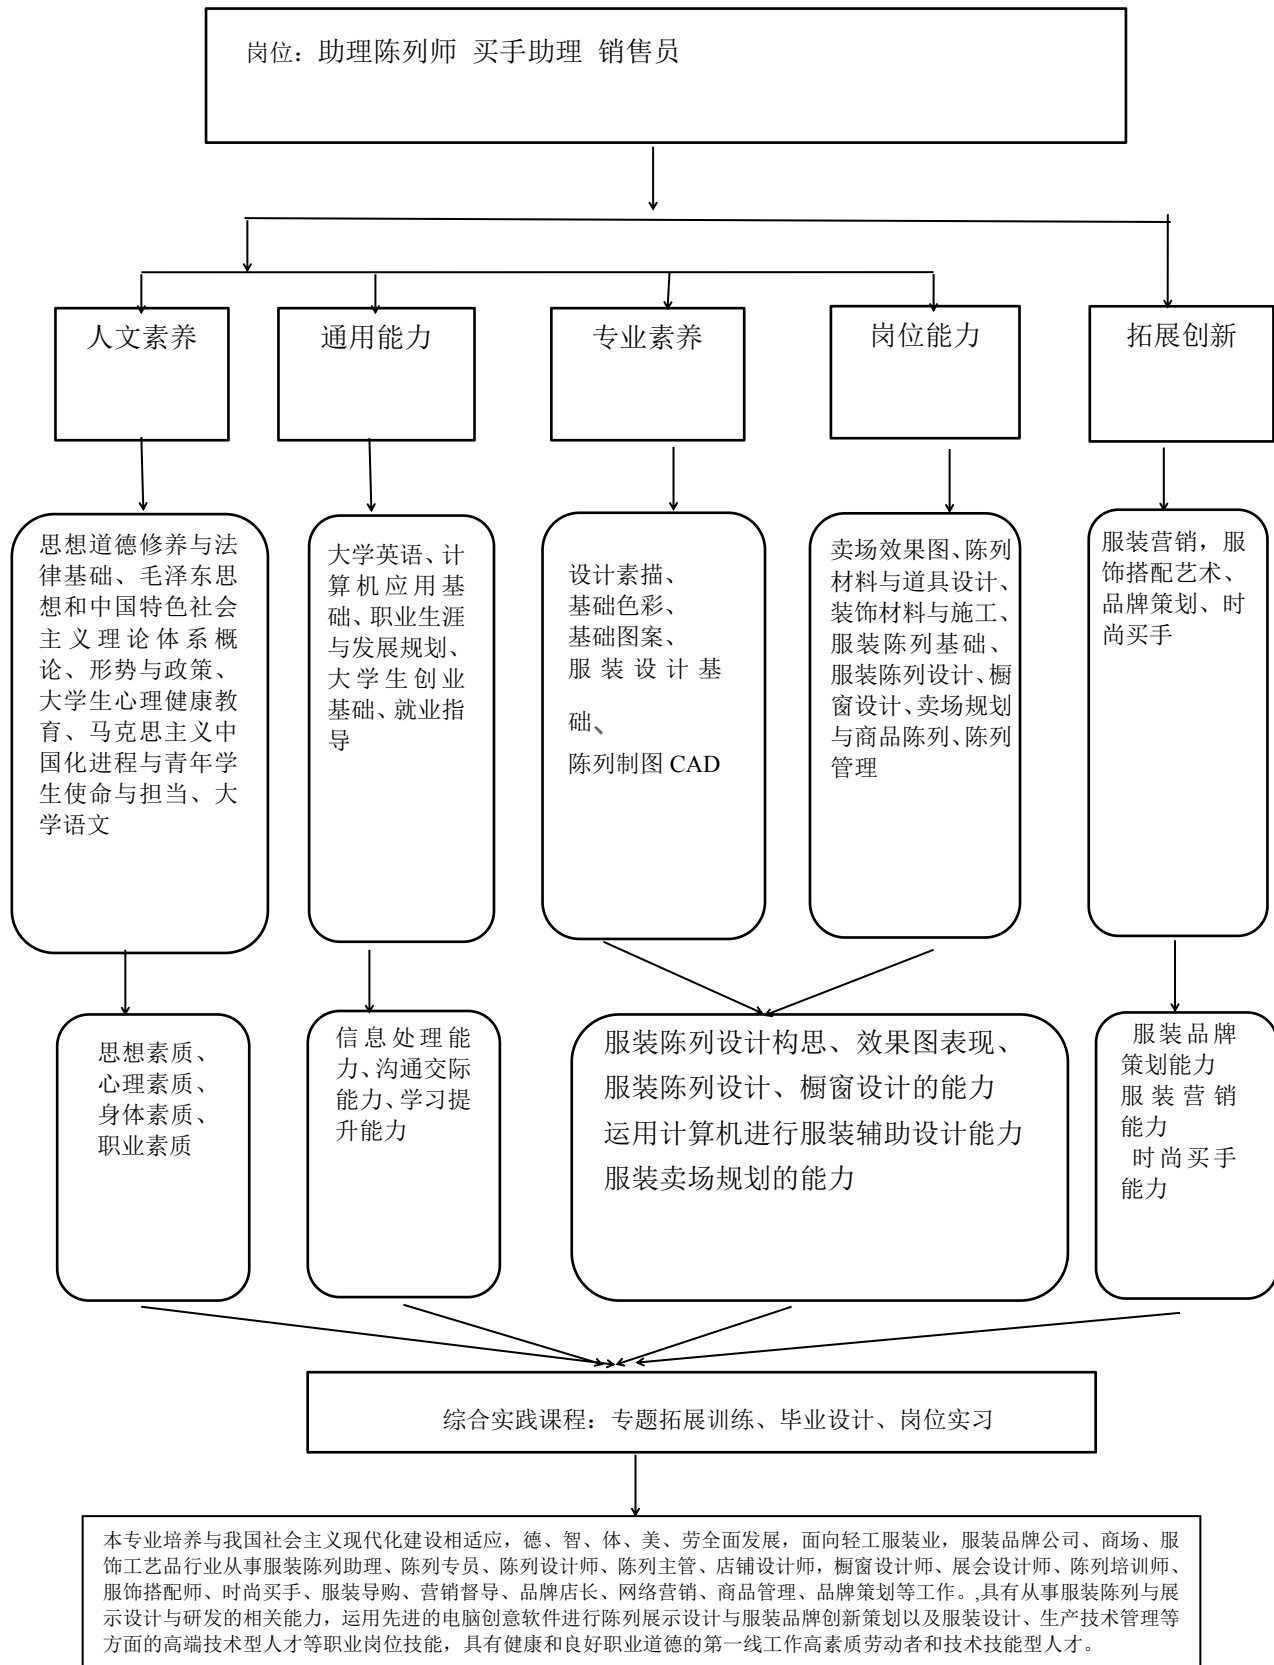 岗位：助理陈列师 买手助理 销售员
人文素养
通用能力
专业素养
岗位能力
拓展创新
思想道德修养与法
律基础、毛泽东思
想和中国特色社会
主义理论体系概
论、形势与政策、
大学生心理健康教
育、马克思主义中
国化进程与青年学
生使命与担当、大
学语文
大学英语、计
算机应用基
础、职业生涯
与发展规划、
大学生创业
基础、就业指
导
设计素描、
基础色彩、
基础图案、
服装设计基
础、
陈列制图 CAD
卖场效果图、陈列
材料与道具设计、
装饰材料与施工、
服装陈列基础、
服装陈列设计、橱
窗设计、卖场规划
与商品陈列、陈列
管理
服装营销，服
饰搭配艺术、
品牌策划、时
尚买手
思想素质、
心理素质、
身体素质、
职业素质
信息处理能
力、沟通交际
能力、学习提
升能力
服装陈列设计构思、效果图表现、
服装陈列设计、橱窗设计的能力
运用计算机进行服装辅助设计能力
服装卖场规划的能力
服装品牌
策划能力
服装营销
能力
时尚买手
能力
综合实践课程：专题拓展训练、毕业设计、岗位实习
本专业培养与我国社会主义现代化建设相适应，德、智、体、美、劳全面发展，面向轻工服装业，服装品牌公司、商场、服
饰工艺品行业从事服装陈列助理、陈列专员、陈列设计师、陈列主管、店铺设计师，橱窗设计师、展会设计师、陈列培训师、
服饰搭配师、时尚买手、服装导购、营销督导、品牌店长、网络营销、商品管理、品牌策划等工作。,具有从事服装陈列与展
示设计与研发的相关能力，运用先进的电脑创意软件进行陈列展示设计与服装品牌创新策划以及服装设计、生产技术管理等
方面的高端技术型人才等职业岗位技能，具有健康和良好职业道德的第一线工作高素质劳动者和技术技能型人才。